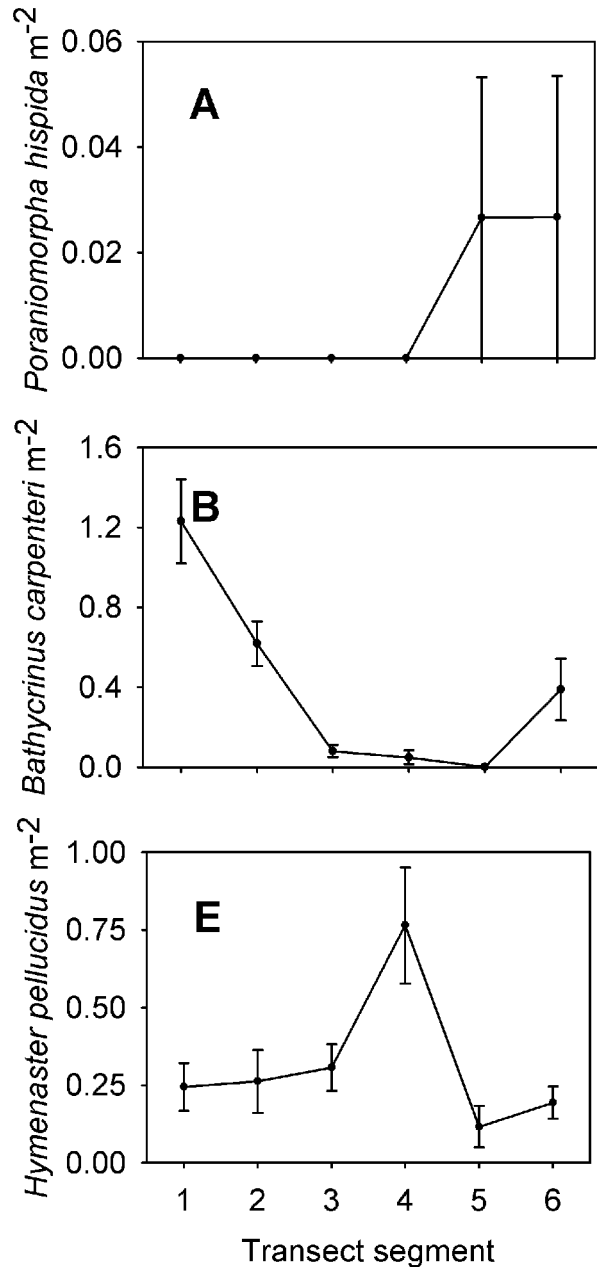 Poraniomorpha hispida m-2
A
0.06
0.04
0.02
0.00
Bathycrinus carpenteri m-2
B
1.6
1.2
0.8
0.4
0.0
Hymenaster pellucidus m-2
E
1.00
0.75
0.50
0.25
0.00
1 2 3 4 5 6
Transect segment